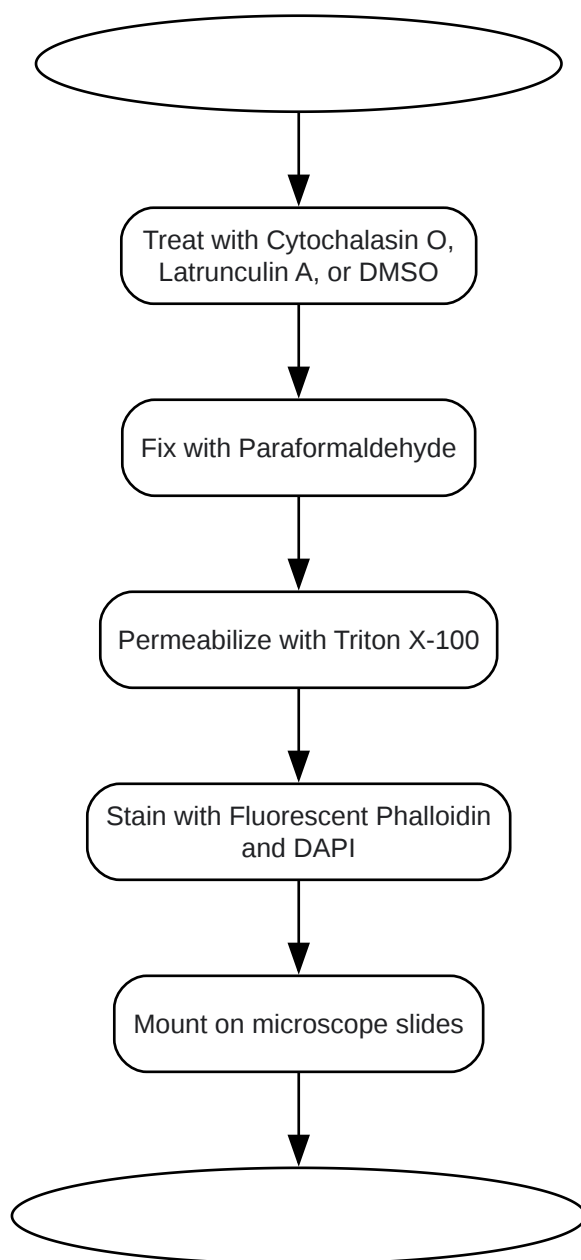 Treat with Cytochalasin O,
Latrunculin A, or DMSO
Fix with Paraformaldehyde
Permeabilize with Triton X-100
Stain with Fluorescent Phalloidin
and DAPI
Mount on microscope slides